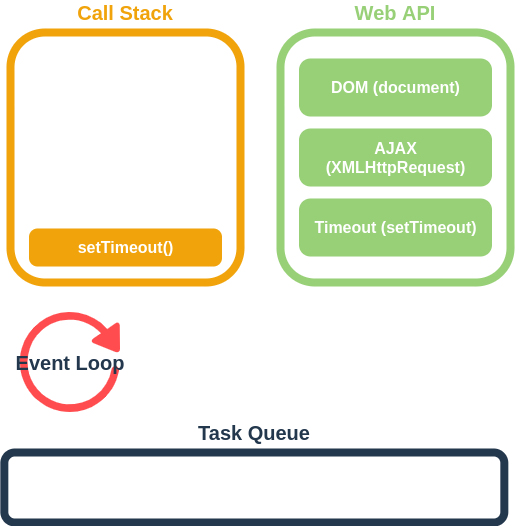 Call Stack
Web API
DOM (document)
AJAX
(XMLHttpRequest)
Timeout (setTimeout)
setTimeout()
Event Loop
Task Queue